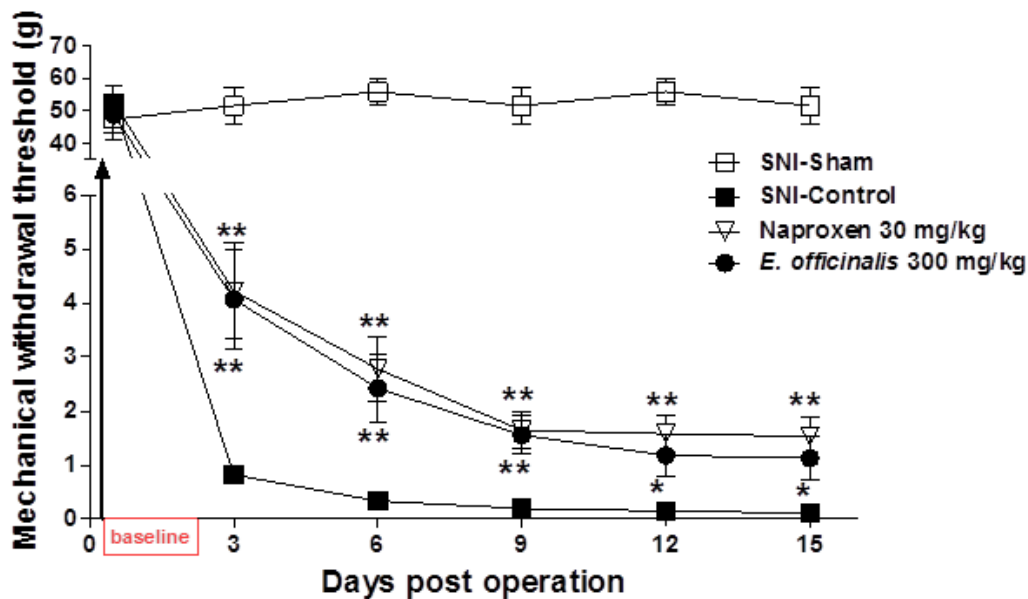 Mechanical withdrawal threshold (g)
70
60
50
40
6
5
4
3
2
1
0
SNI-Sham
SNI-Control
Naproxen 30 mg/kg
E. officinalis 300 mg/kg
** ** ** ** **
** ** ** * *
baseline
0 3 6 9 12 15
Days post operation